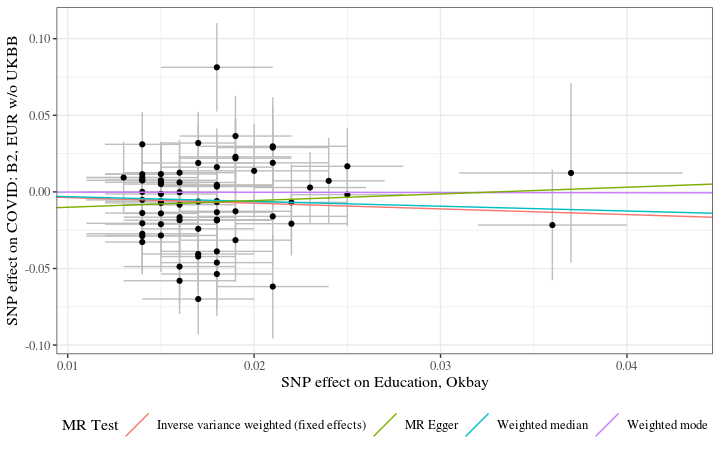 SNP effect on COVID: B2, EUR w/o UKBB
0.10
0.05
0.00
-0.05
-0.10
0.01
0.02
0.03
0.04
SNP effect on Education, Okbay
MR Test
Inverse variance weighted (fixed effects)
MR Egger
Weighted median
Weighted mode